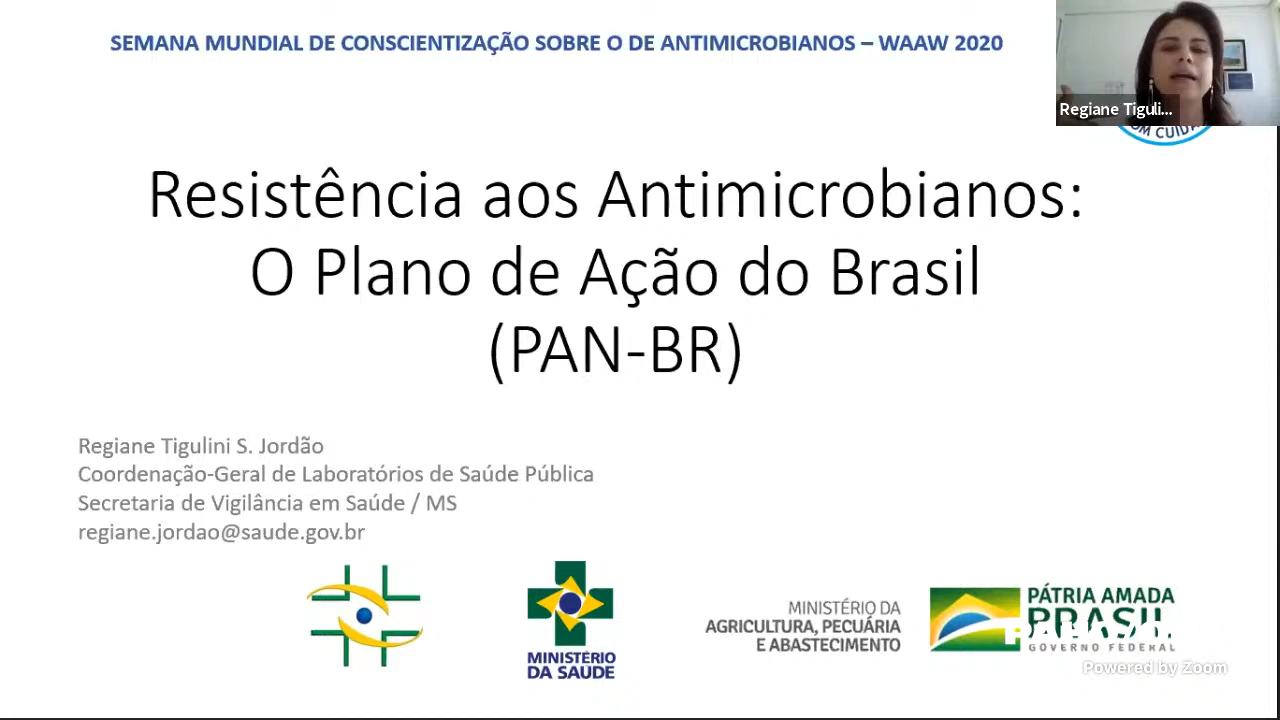 SEMANA MUNDIAL DE CONSCIENTIZAÇÃO SOBRE O DE ANTIMICROBIANOS – WAAW 2020
Regiane Tiguli...
OM CUIDA
Resistência aos Antimicrobianos:
O Plano de Ação do Brasil
(PAN-BR)
Regiane Tigulini S. Jordão
Coordenação-Geral de Laboratórios de Saúde Pública
Secretaria de Vigilância em Saúde / MS
regiane.jordao@saude.gov.br
MINISTÉRIO
DA SAÚDE
MINISTÉRIO DA
AGRICULTURA, PECUÁRIA
E ABASTECIMENTO
PÁTRIA AMADA
BRASIL
GOVERNO FEDERAL
Powered by Zoom